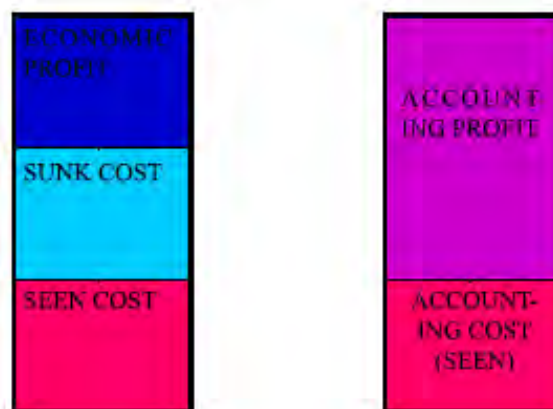 ECONOMIC
PROFIT
SUNK COST
SEEN COST
ACCOUNT-
ING PROFIT
ACCOUNT-
ING COST
(SEEN)